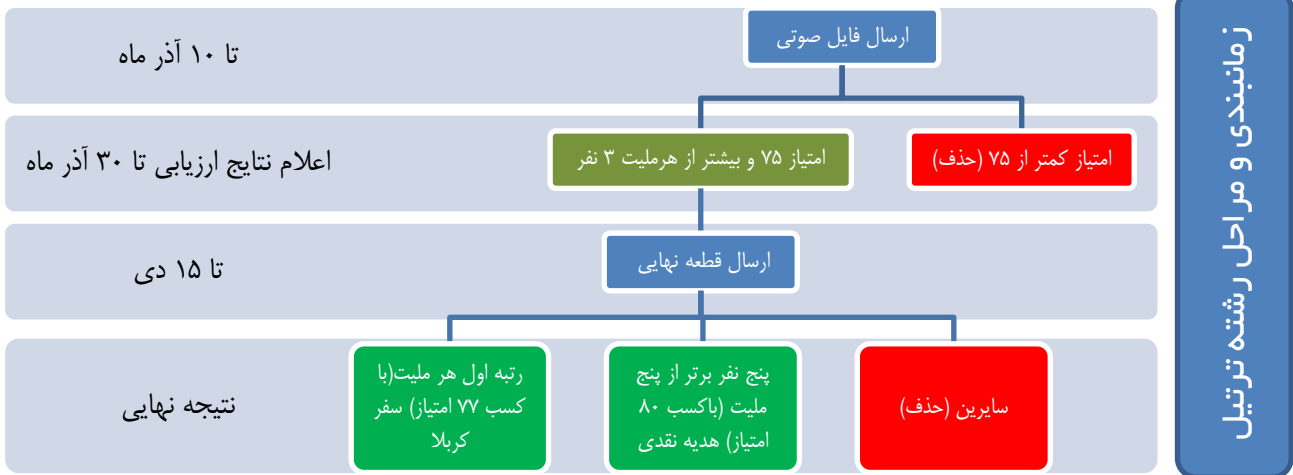 زمانبندی و مراحل رشته ترتیل
ارسال فایل صوتی
تا ۱۰ آذر ماه
امتیاز کمتر از ۷۵ (حذف)
امتیاز ۷۵ و بیشتر از هرملیت ۳ نفر
اعلام نتایج ارزیابی تا ۳۰ آذر ماه
ارسال قطعه نهایی
تا ۱۵ دی
سایرین (حذف)
پنج نفر برتر از پنج
ملیت (باکسب ۸۰
امتیاز) هدیه نقدی
رتبه اول هر ملیت(با
کسب ۷۷ امتیاز) سفر
کربلا
نتیجه نهایی